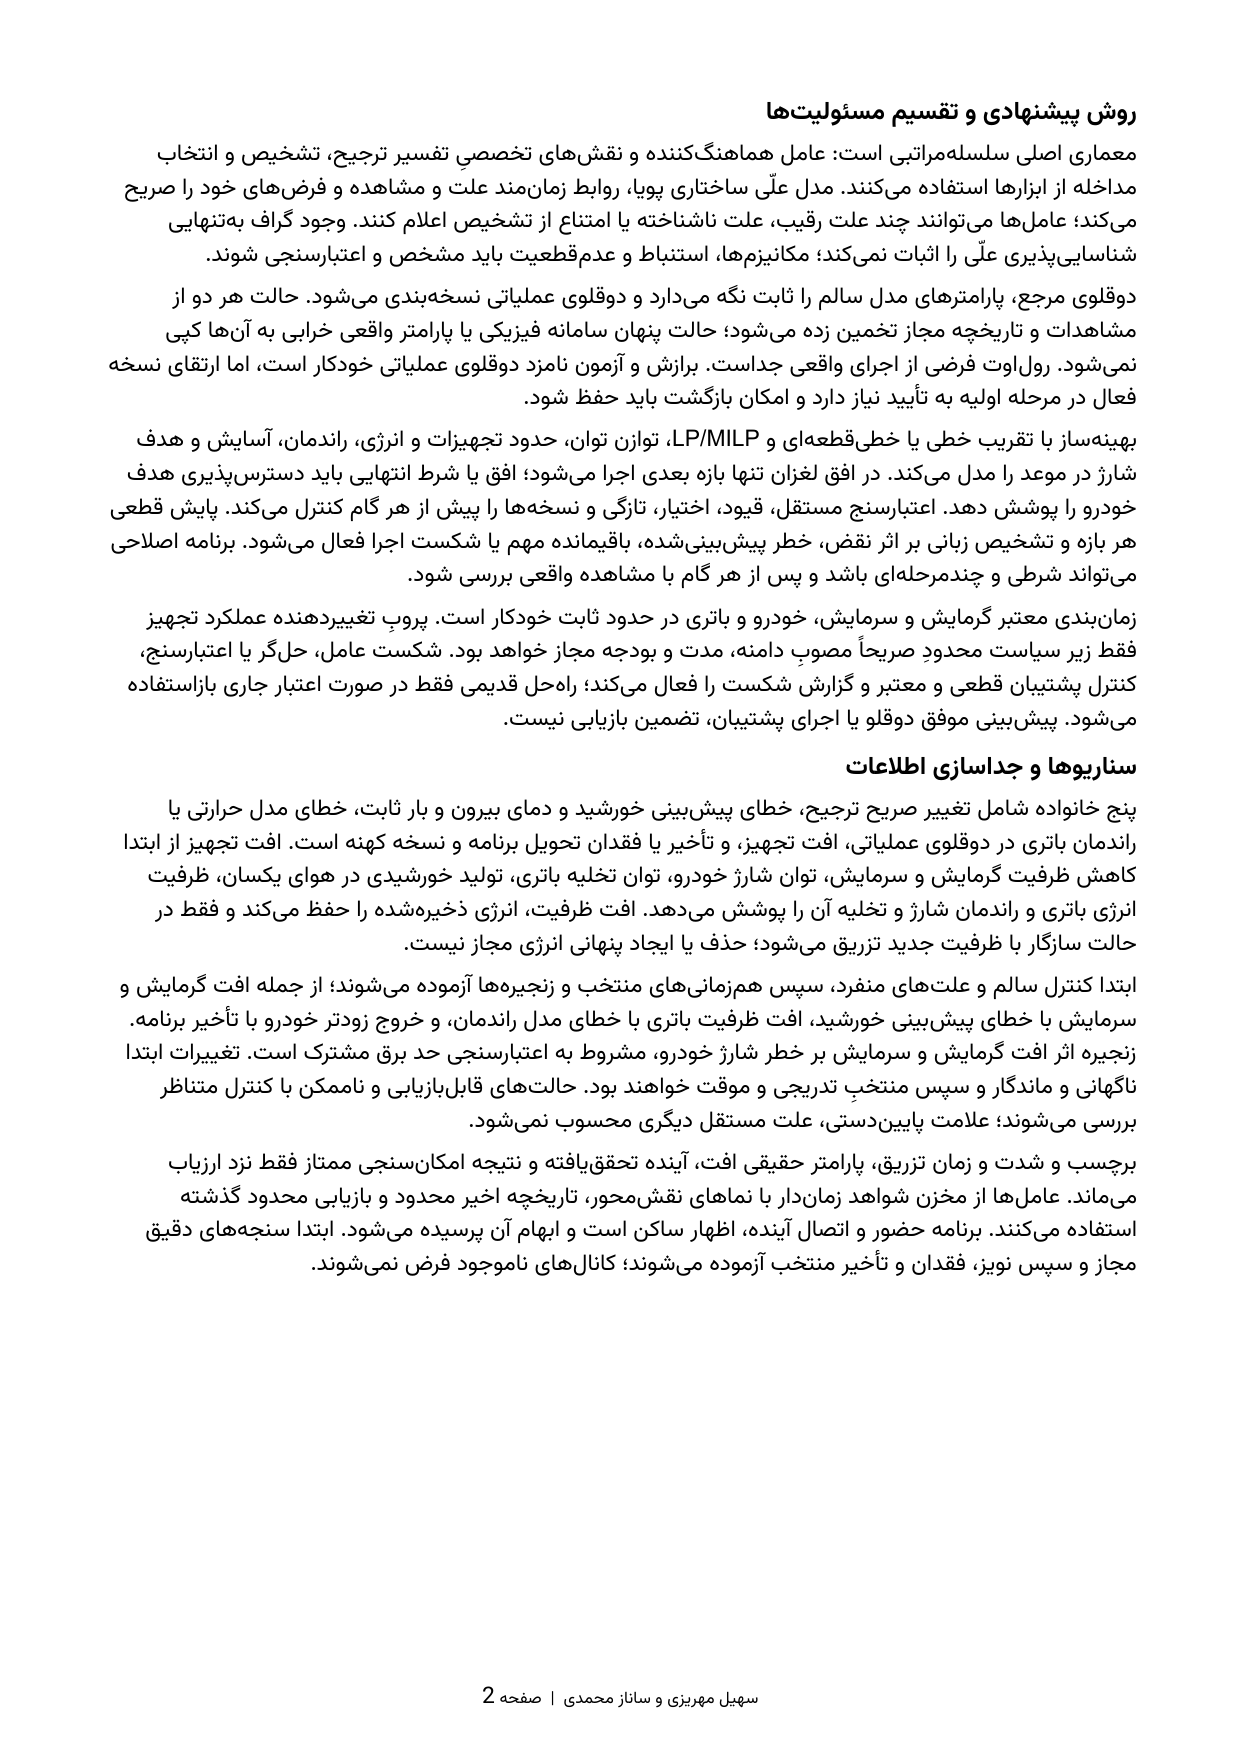 روش پیشنهادی و تقسیم مسئولیت‌ها
معماری اصلی سلسله‌مراتبی است: عامل هماهنگ‌کننده و نقش‌های تخصصیِ تفسیر ترجیح، تشخیص و انتخاب
مداخله از ابزارها استفاده می‌کنند. مدل علّی ساختاری پویا، روابط زمان‌مند علت و مشاهده و فرض‌های خود را صریح
می‌کند؛ عامل‌ها می‌توانند چند علت رقیب، علت ناشناخته یا امتناع از تشخیص اعلام کنند. وجود گراف به‌تنهایی
شناسایی‌پذیری علّی را اثبات نمی‌کند؛ مکانیزم‌ها، استنباط و عدم‌قطعیت باید مشخص و اعتبارسنجی شوند.
دوقلوی مرجع، پارامترهای مدل سالم را ثابت نگه می‌دارد و دوقلوی عملیاتی نسخه‌بندی می‌شود. حالت هر دو از
مشاهدات و تاریخچه مجاز تخمین زده می‌شود؛ حالت پنهان سامانه فیزیکی یا پارامتر واقعی خرابی به آن‌ها کپی
نمی‌شود. رول‌اوت فرضی از اجرای واقعی جداست. برازش و آزمون نامزد دوقلوی عملیاتی خودکار است، اما ارتقای نسخه
فعال در مرحله اولیه به تأیید نیاز دارد و امکان بازگشت باید حفظ شود.
بهینه‌ساز با تقریب خطی یا خطی‌قطعه‌ای و LP/MILP، توازن توان، حدود تجهیزات و انرژی، راندمان، آسایش و هدف
شارژ در موعد را مدل می‌کند. در افق لغزان تنها بازه بعدی اجرا می‌شود؛ افق یا شرط انتهایی باید دسترس‌پذیری هدف
خودرو را پوشش دهد. اعتبارسنج مستقل، قیود، اختیار، تازگی و نسخه‌ها را پیش از هر گام کنترل می‌کند. پایش قطعی
هر بازه و تشخیص زبانی بر اثر نقض، خطر پیش‌بینی‌شده، باقیمانده مهم یا شکست اجرا فعال می‌شود. برنامه اصلاحی
می‌تواند شرطی و چندمرحله‌ای باشد و پس از هر گام با مشاهده واقعی بررسی شود.
زمان‌بندی معتبر گرمایش و سرمایش، خودرو و باتری در حدود ثابت خودکار است. پروبِ تغییردهنده عملکرد تجهیز
فقط زیر سیاست محدودِ صریحاً مصوبِ دامنه، مدت و بودجه مجاز خواهد بود. شکست عامل، حل‌گر یا اعتبارسنج،
کنترل پشتیبان قطعی و معتبر و گزارش شکست را فعال می‌کند؛ راه‌حل قدیمی فقط در صورت اعتبار جاری بازاستفاده
می‌شود. پیش‌بینی موفق دوقلو یا اجرای پشتیبان، تضمین بازیابی نیست.
سناریوها و جداسازی اطلاعات
پنج خانواده شامل تغییر صریح ترجیح، خطای پیش‌بینی خورشید و دمای بیرون و بار ثابت، خطای مدل حرارتی یا
راندمان باتری در دوقلوی عملیاتی، افت تجهیز، و تأخیر یا فقدان تحویل برنامه و نسخه کهنه است. افت تجهیز از ابتدا
کاهش ظرفیت گرمایش و سرمایش، توان شارژ خودرو، توان تخلیه باتری، تولید خورشیدی در هوای یکسان، ظرفیت
انرژی باتری و راندمان شارژ و تخلیه آن را پوشش می‌دهد. افت ظرفیت، انرژی ذخیره‌شده را حفظ می‌کند و فقط در
حالت سازگار با ظرفیت جدید تزریق می‌شود؛ حذف یا ایجاد پنهانی انرژی مجاز نیست.
ابتدا کنترل سالم و علت‌های منفرد، سپس هم‌زمانی‌های منتخب و زنجیره‌ها آزموده می‌شوند؛ از جمله افت گرمایش و
سرمایش با خطای پیش‌بینی خورشید، افت ظرفیت باتری با خطای مدل راندمان، و خروج زودتر خودرو با تأخیر برنامه.
زنجیره اثر افت گرمایش و سرمایش بر خطر شارژ خودرو، مشروط به اعتبارسنجی حد برق مشترک است. تغییرات ابتدا
ناگهانی و ماندگار و سپس منتخبِ تدریجی و موقت خواهند بود. حالت‌های قابل‌بازیابی و ناممکن با کنترل متناظر
بررسی می‌شوند؛ علامت پایین‌دستی، علت مستقل دیگری محسوب نمی‌شود.
برچسب و شدت و زمان تزریق، پارامتر حقیقی افت، آینده تحقق‌یافته و نتیجه امکان‌سنجی ممتاز فقط نزد ارزیاب
می‌ماند. عامل‌ها از مخزن شواهد زمان‌دار با نماهای نقش‌محور، تاریخچه اخیر محدود و بازیابی محدود گذشته
استفاده می‌کنند. برنامه حضور و اتصال آینده، اظهار ساکن است و ابهام آن پرسیده می‌شود. ابتدا سنجه‌های دقیق
مجاز و سپس نویز، فقدان و تأخیر منتخب آزموده می‌شوند؛ کانال‌های ناموجود فرض نمی‌شوند.
سهیل مهریزی و ساناز محمدی | صفحه 2